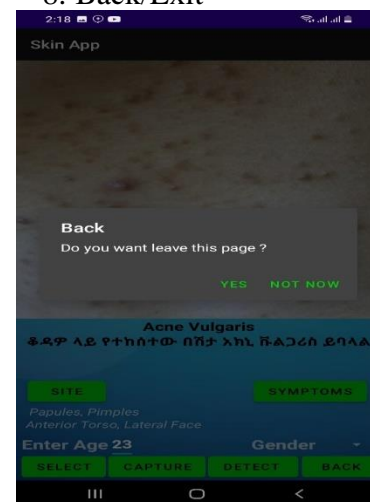 8. Back/Exit
2:18
Skin App
Back
Do you want leave this page ?
YES NOT NOW
Acne Vulgaris
ቆዳዎ ላይ የተከሰተው በሽታ አክኒ ቩልጋሪስ ይባላል
SITE SYMPTOMS
Papules, Pimples
Anterior Torso, Lateral Face
Enter Age 23 Gender
SELECT CAPTURE DETECT BACK